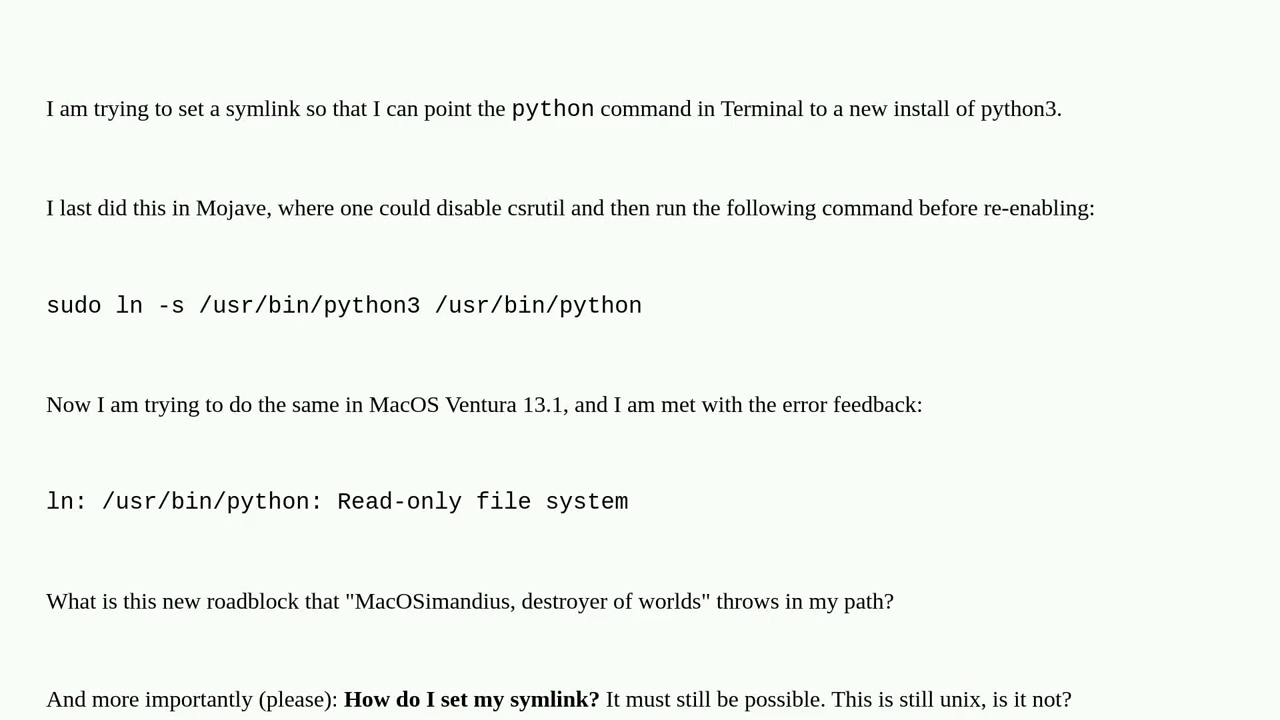 I am trying to set a symlink so that I can point the python command in Terminal to a new install of python3.
I last did this in Mojave, where one could disable csrutil and then run the following command before re-enabling:
sudo ln -s /usr/bin/python3 /usr/bin/python
Now I am trying to do the same in MacOS Ventura 13.1, and I am met with the error feedback:
ln: /usr/bin/python: Read-only file system
What is this new roadblock that "MacOSimandius, destroyer of worlds" throws in my path?
And more importantly (please): How do I set my symlink? It must still be possible. This is still unix, is it not?